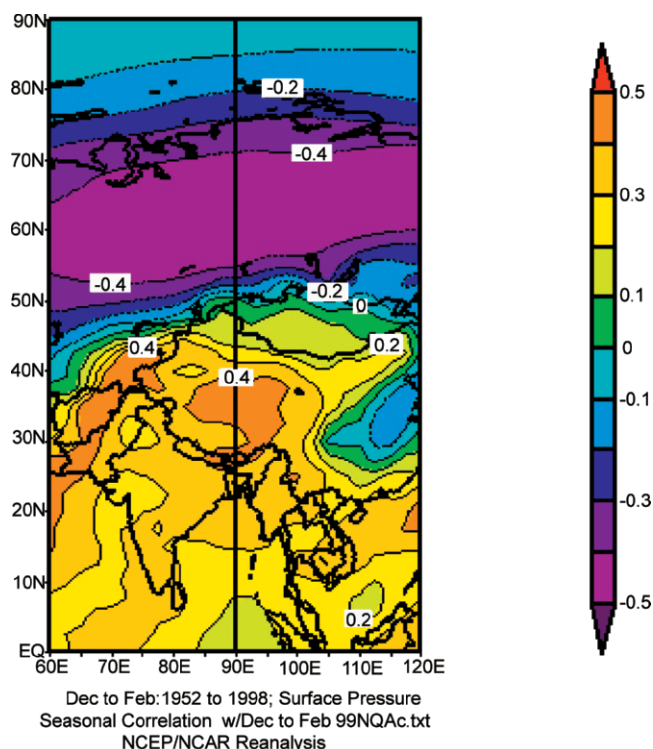 90N
80N
70N
60N
50N
40N
30N
20N
10N
EQ
60E 70E 80E 90E 100E 110E 120E
-0.2
-0.4
-0.4
-0.2
0
0.2
0.4
0.4
0.2
0.5
0.3
0.1
0
-0.1
-0.3
-0.5
Dec to Feb:1952 to 1998; Surface Pressure
Seasonal Correlation w/Dec to Feb 99NQAc.txt
NCEP/NCAR Reanalysis